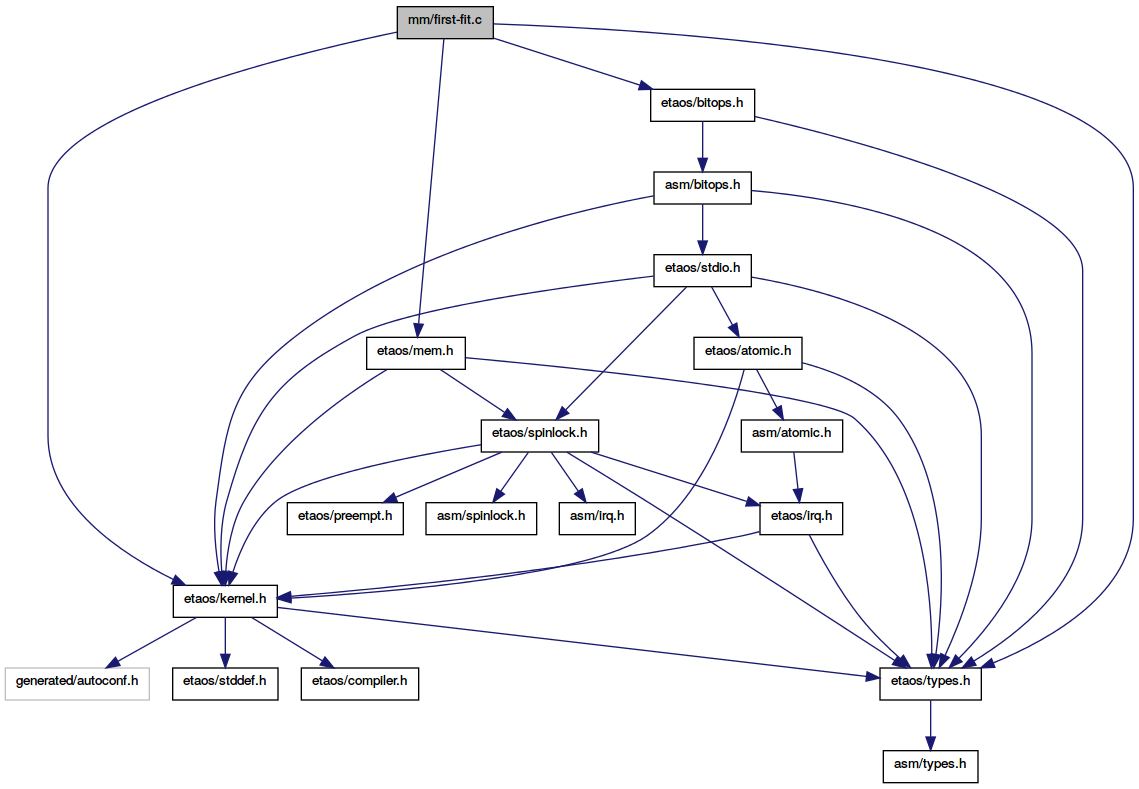 mm/first-fit.c
etaos/bitops.h
asm/bitops.h
etaos/stdio.h
etaos/mem.h
etaos/atomic.h
etaos/spinlock.h
asm/atomic.h
etaos/preempt.h
asm/spinlock.h
asm/irq.h
etaos/irq.h
etaos/kernel.h
generated/autoconf.h
etaos/stddef.h
etaos/compiler.h
etaos/types.h
asm/types.h